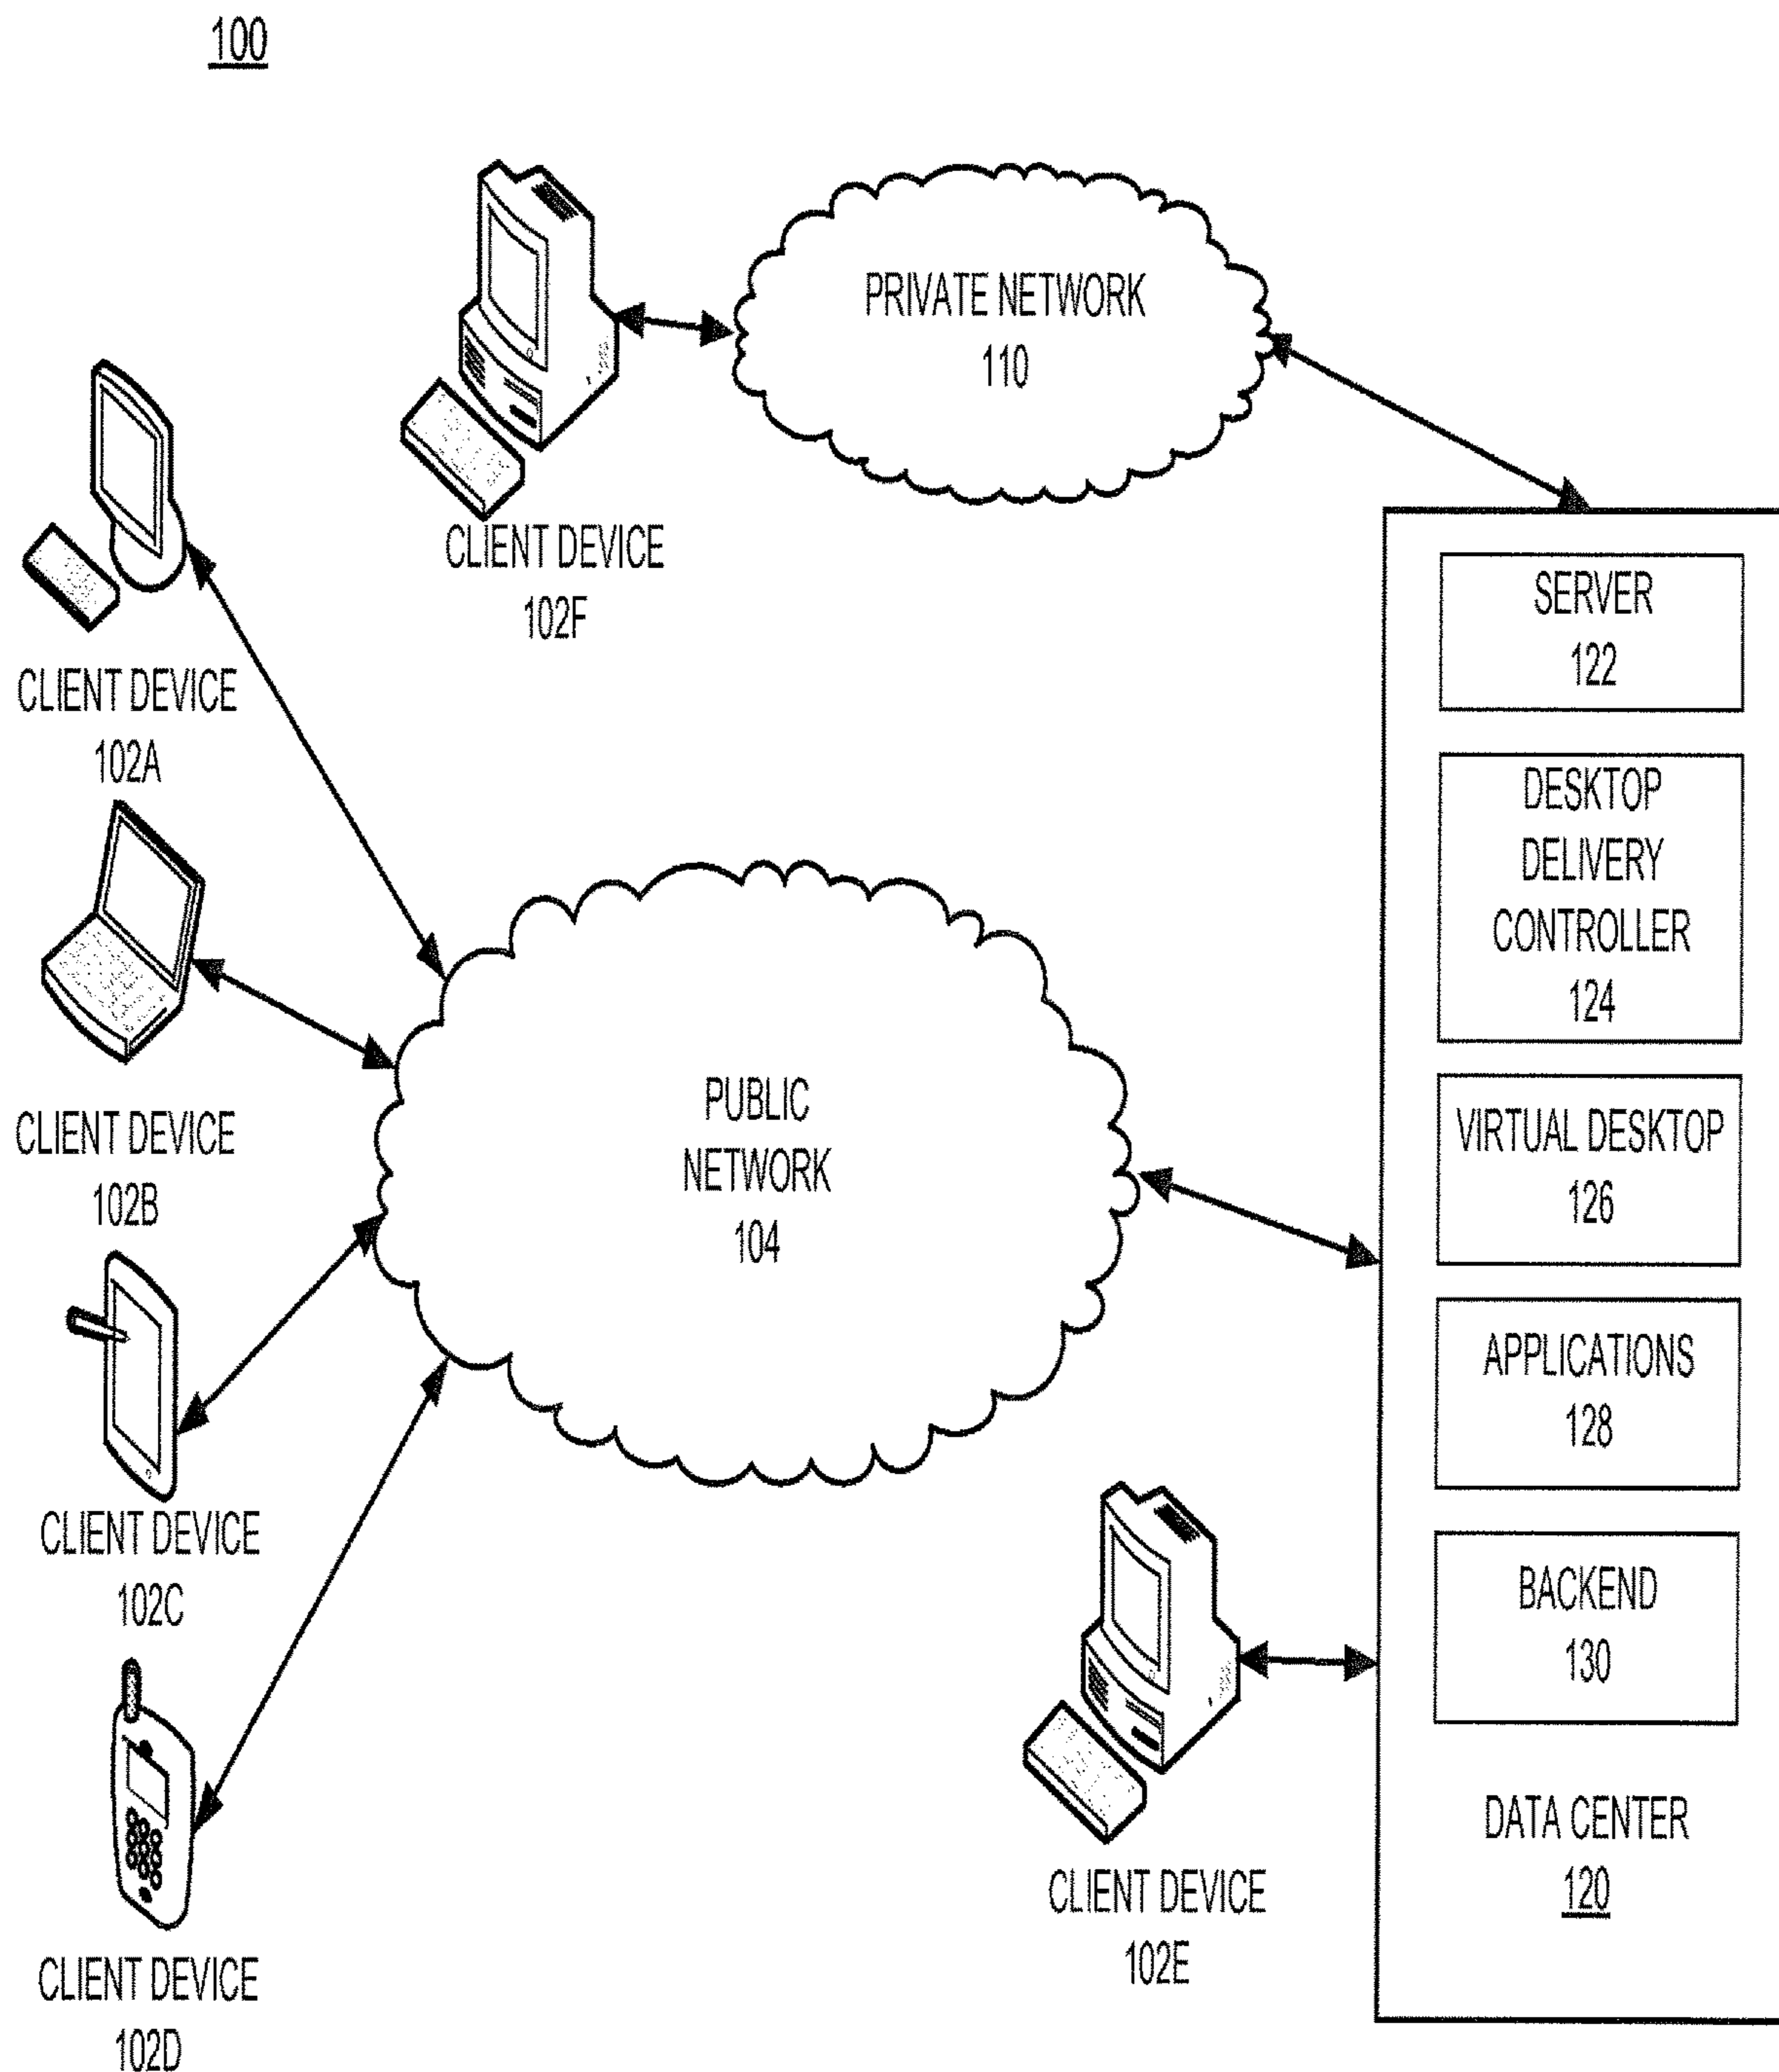 100
PRIVATE NETWORK
110
CLIENT DEVICE
102F
CLIENT DEVICE
102A
CLIENT DEVICE
102B
CLIENT DEVICE
102C
CLIENT DEVICE
102D
PUBLIC
NETWORK
104
CLIENT DEVICE
102E
SERVER
122
DESKTOP
DELIVERY
CONTROLLER
124
VIRTUAL DESKTOP
126
APPLICATIONS
128
BACKEND
130
DATA CENTER
120